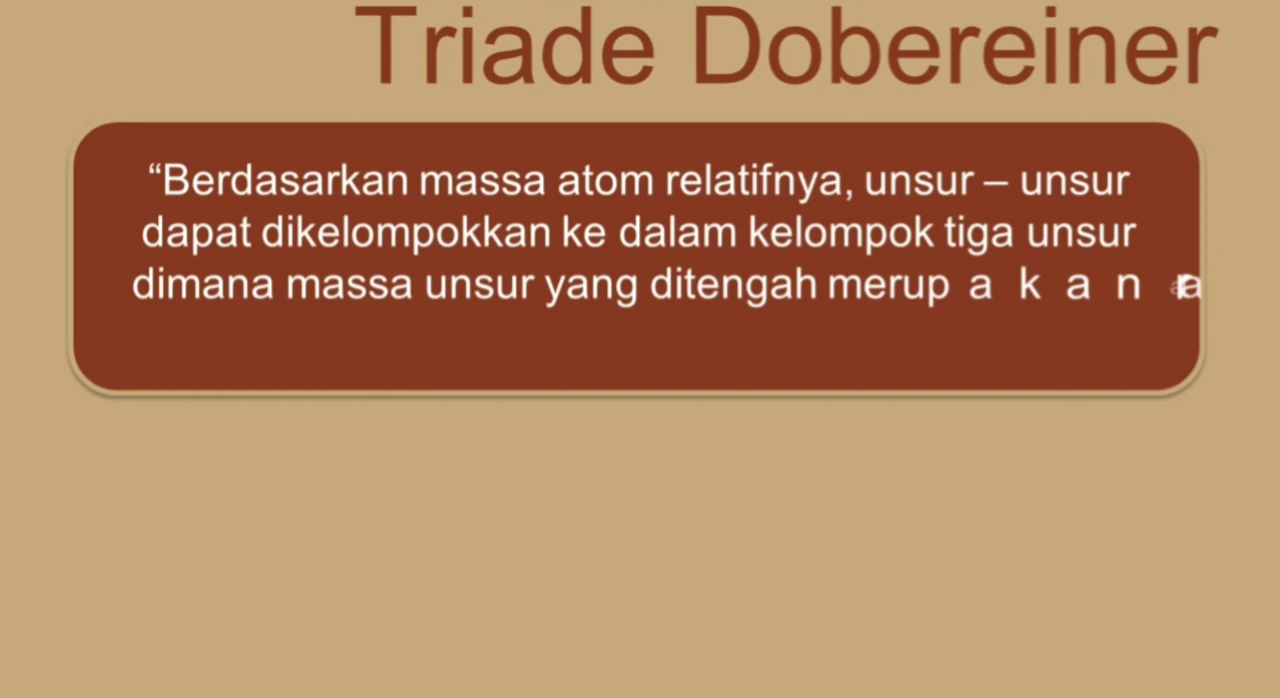 Triade Dobereiner
“Berdasarkan massa atom relatifnya, unsur – unsur
dapat dikelompokkan ke dalam kelompok tiga unsur
dimana massa unsur yang ditengah merup a k a n